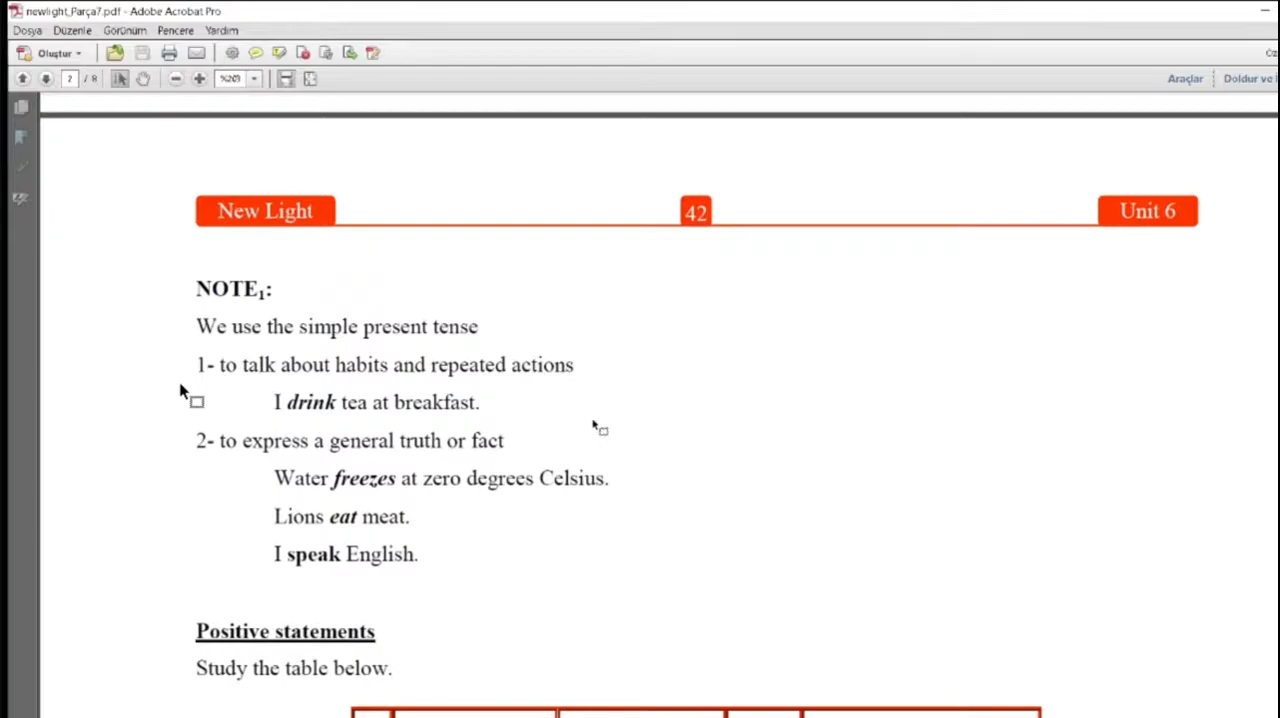 newlight_Parça7.pdf - Adobe Acrobat Pro
Dosya Düzenle Görünüm Pencere Yardım
Oluştur
/ 8 %203 Araçlar Doldur ve
New Light 42 Unit 6
NOTE1:
We use the simple present tense
1- to talk about habits and repeated actions
I drink tea at breakfast.
2- to express a general truth or fact
Water freezes at zero degrees Celsius.
Lions eat meat.
I speak English.
Positive statements
Study the table below.